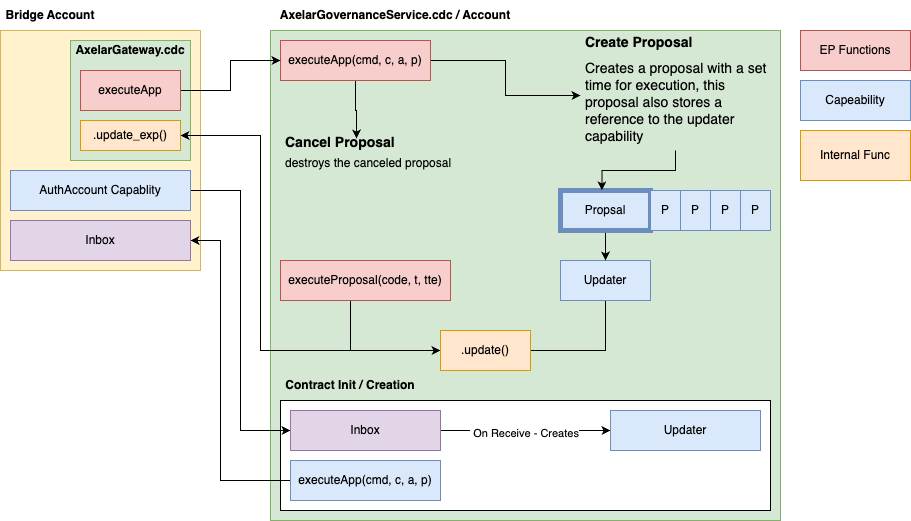 Bridge Account
AxelarGateway.cdc
executeApp
.update_exp()
AuthAccount Capablity
Inbox
AxelarGovernanceService.cdc / Account
executeApp(cmd, c, a, p)
Cancel Proposal
destroys the canceled proposal
Create Proposal
Creates a proposal with a set
time for execution, this
proposal also stores a
reference to the updater
capability
Propsal
P
P
P
P
Updater
executeProposal(code, t, tte)
.update()
Contract Init / Creation
Inbox
On Receive - Creates
Updater
executeApp(cmd, c, a, p)
EP Functions
Capeability
Internal Func